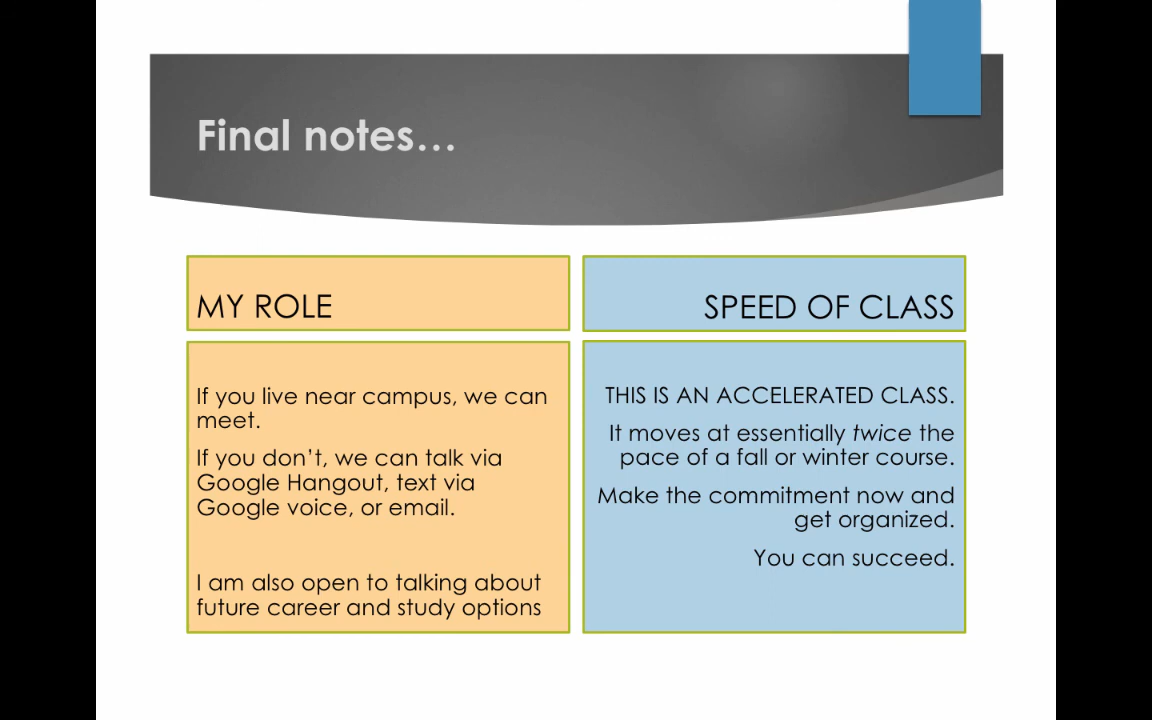 Final notes…
MY ROLE
If you live near campus, we can
meet.
If you don’t, we can talk via
Google Hangout, text via
Google voice, or email.
I am also open to talking about
future career and study options
SPEED OF CLASS
THIS IS AN ACCELERATED CLASS.
It moves at essentially twice the
pace of a fall or winter course.
Make the commitment now and
get organized.
You can succeed.